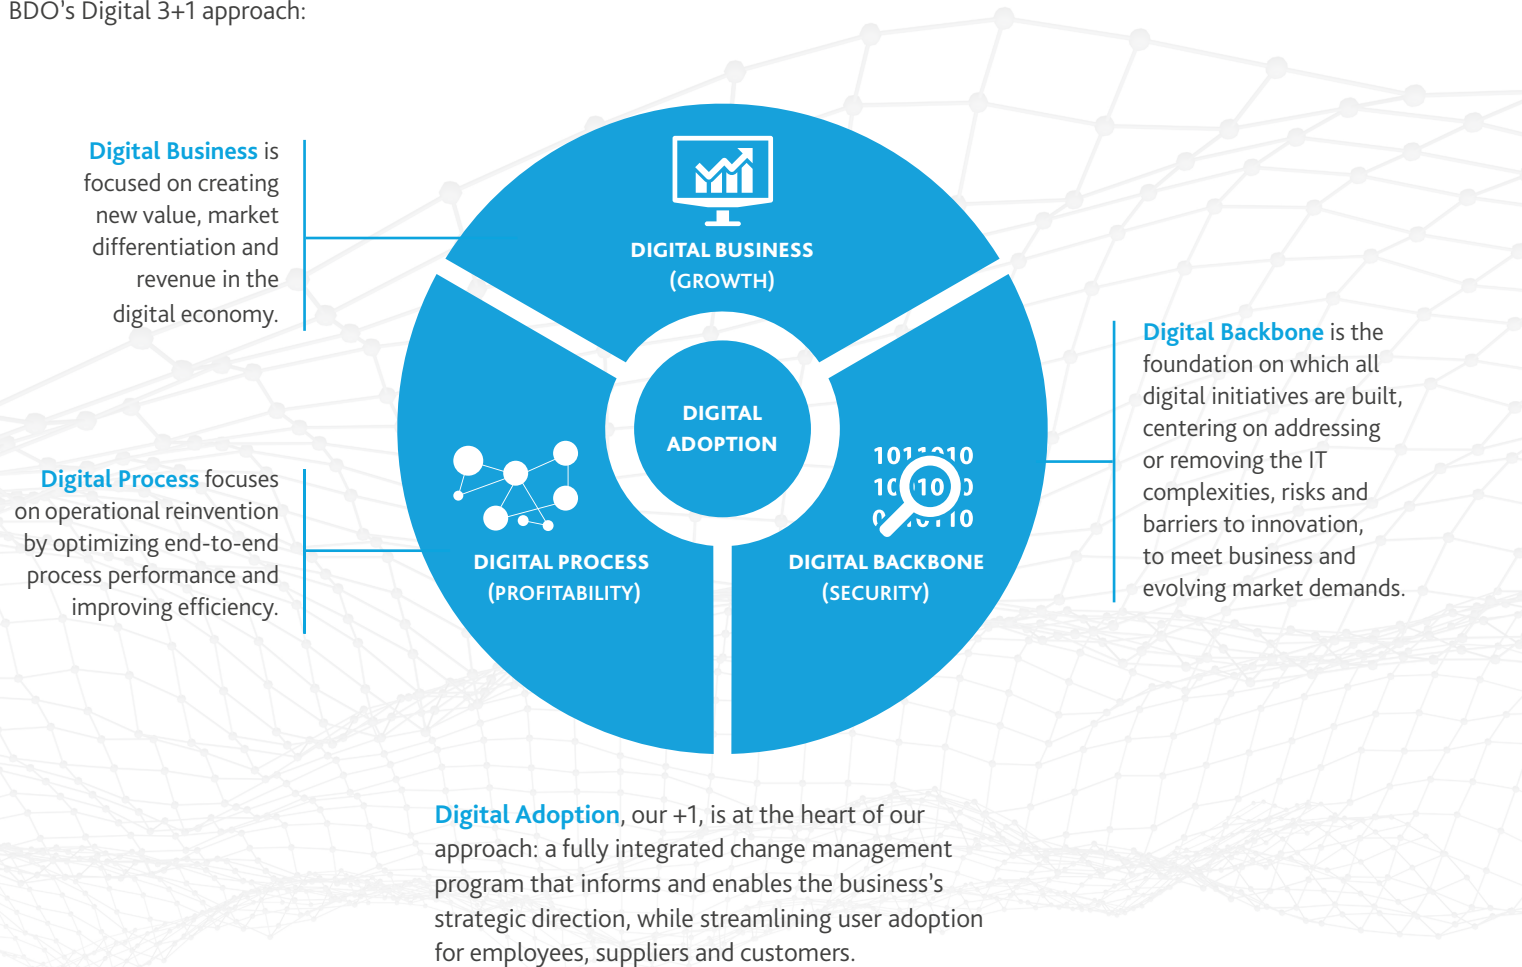 BDO's Digital 3+1 approach:
Digital Business is
focused on creating
new value, market
differentiation and
revenue in the
digital economy.
DIGITAL BUSINESS
(GROWTH)
Digital Backbone is the
foundation on which all
digital initiatives are built,
centering on addressing
or removing the IT
complexities, risks and
barriers to innovation,
to meet business and
evolving market demands.
DIGITAL
ADOPTION
Digital Process focuses
on operational reinvention
by optimizing end-to-end
process performance and
improving efficiency.
DIGITAL PROCESS
(PROFITABILITY)
DIGITAL BACKBONE
(SECURITY)
Digital Adoption, our +1, is at the heart of our
approach: a fully integrated change management
program that informs and enables the business's
strategic direction, while streamlining user adoption
for employees, suppliers and customers.